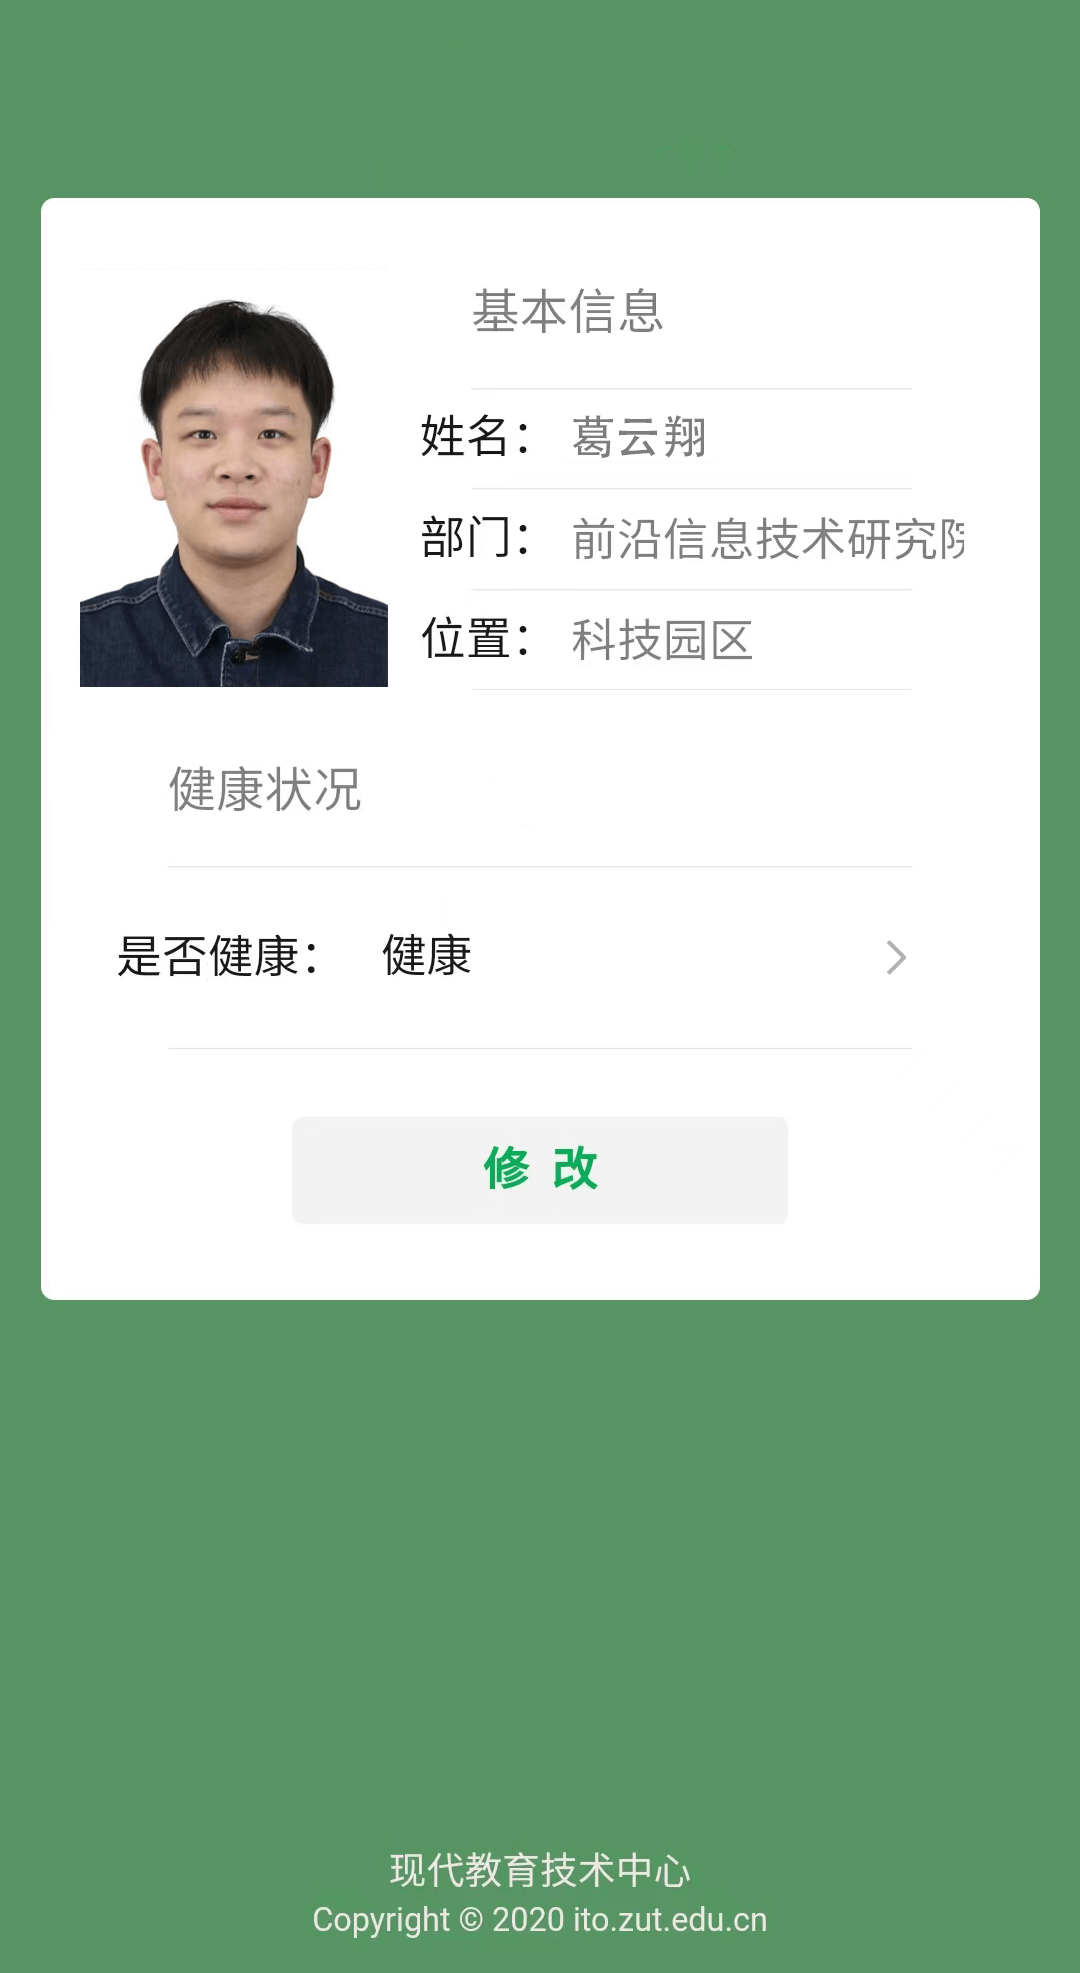 基本信息
姓名： 葛云翔
部门： 前沿信息技术研究院
位置： 科技园区
健康状况
是否健康： 健康
修 改
现代教育技术中心
Copyright © 2020 ito.zut.edu.cn